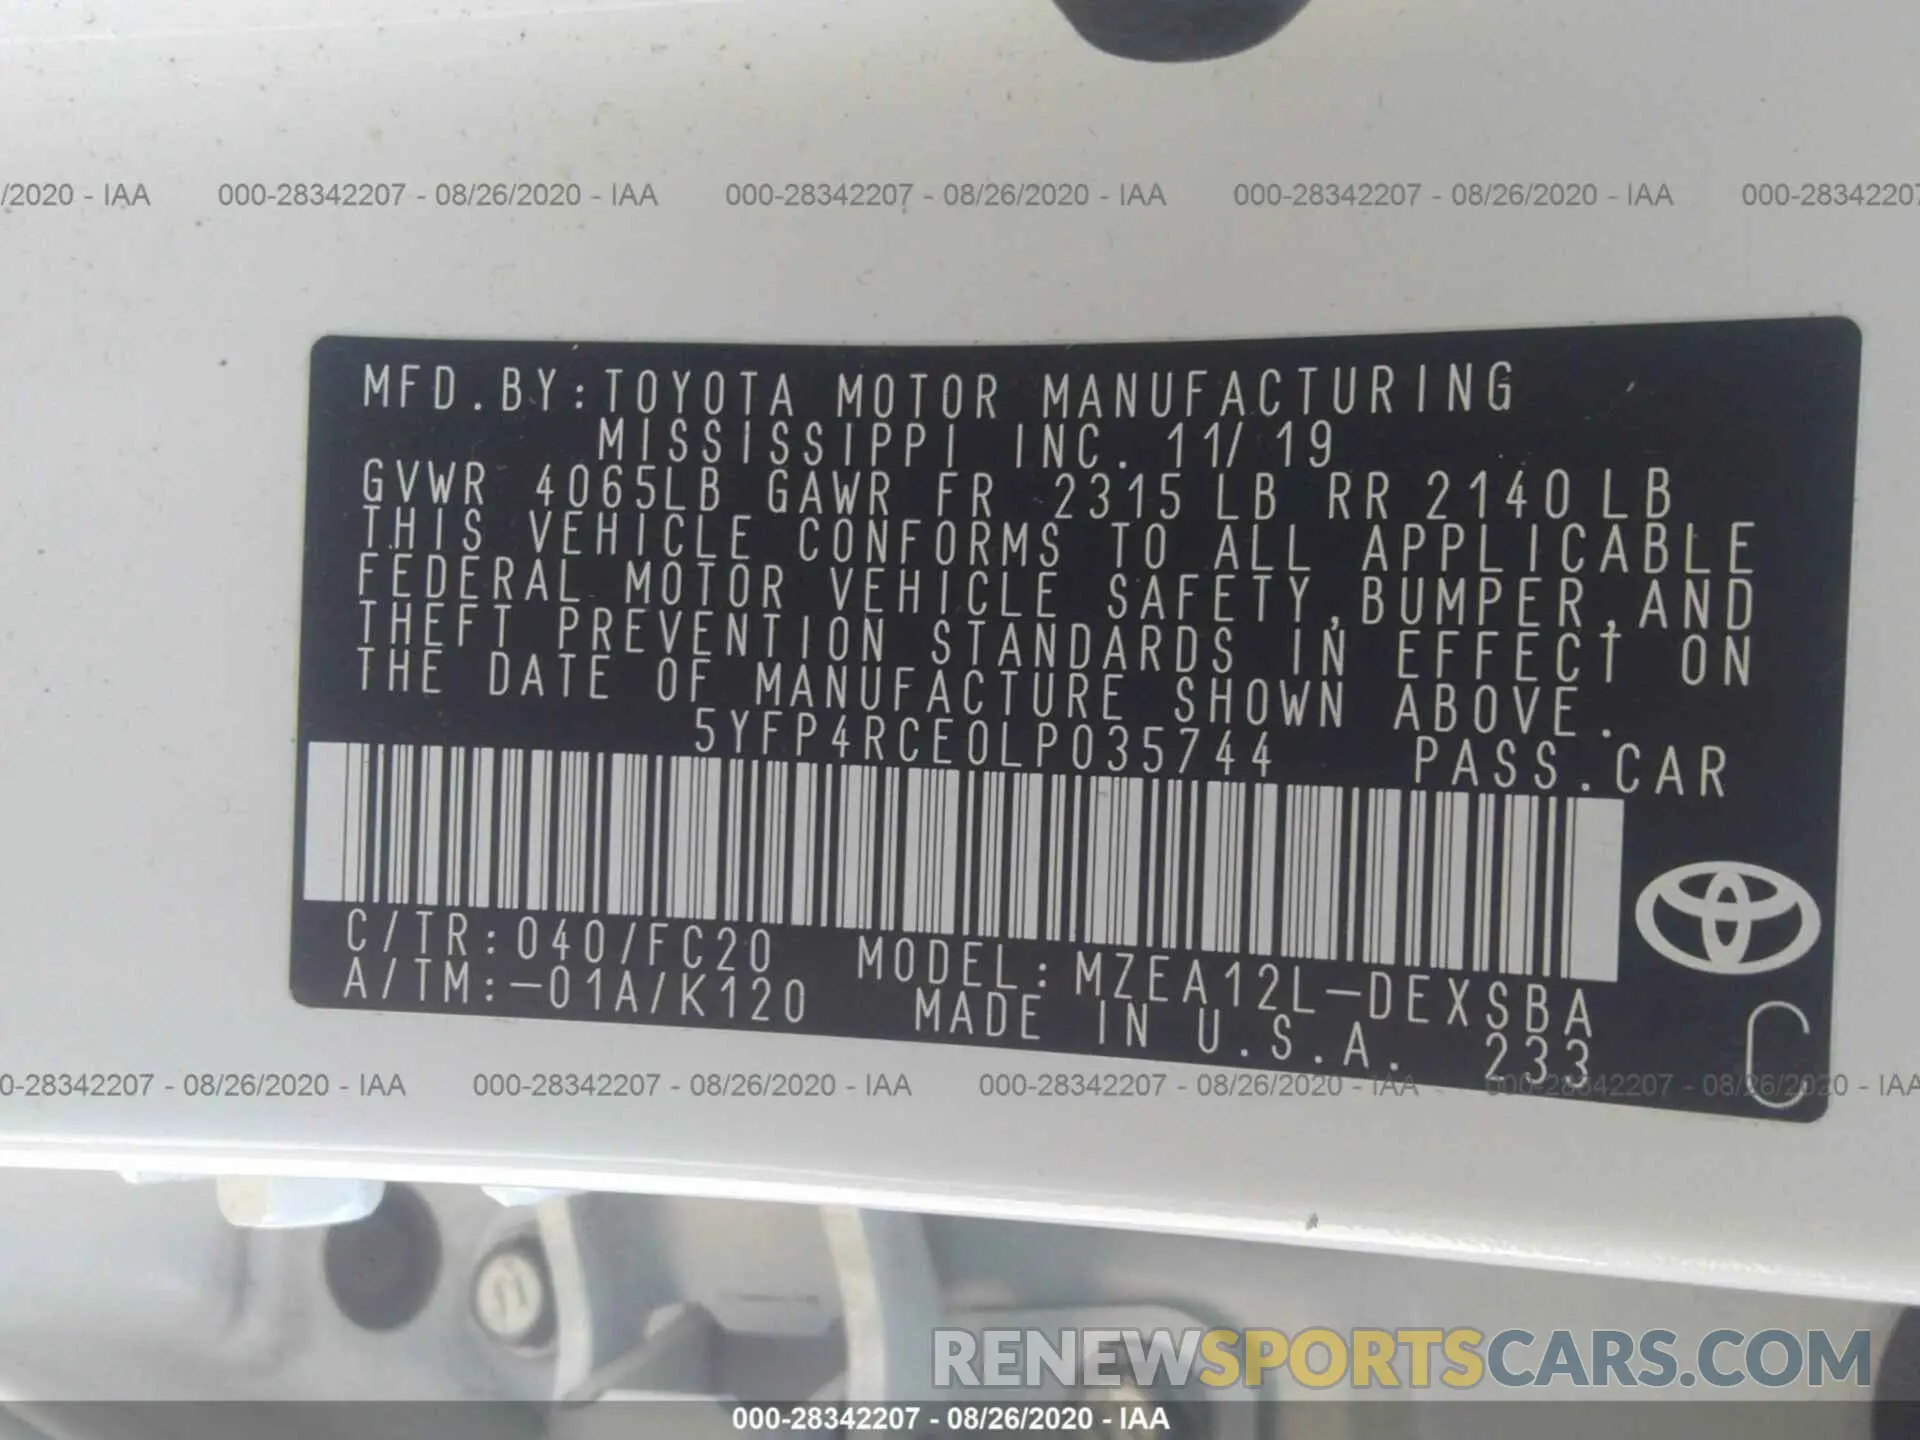 /2020 - IAA 000-28342207 - 08/26/2020 - IAA 000-28342207 - 08/26/2020 - IAA 000-28342207 - 08/26/2020 - IAA 000-28342207
MFD.BY:TOYOTA MOTOR MANUFACTURING
MISSISSIPPI INC. 11/19
GVWR 4065LB GAWR FR 2315LB RR 2140LB
THIS VEHICLE CONFORMS TO ALL APPLICABLE
FEDERAL MOTOR VEHICLE SAFETY,BUMPER,AND
THEFT PREVENTION STANDARDS IN EFFECT ON
THE DATE OF MANUFACTURE SHOWN ABOVE.
5YFP4RCE0LP035744 PASS.CAR
C/TR:040/FC20 MODEL:MZEA12L-DEXSBA
A/TM:-01A/K120 MADE IN U.S.A. 233
C
0-28342207 - 08/26/2020 - IAA 000-28342207 - 08/26/2020 - IAA 000-28342207 - 08/26/2020 - IAA - 000-28342207 - 08/26/2020 - IAA
RENEWSPORTSCARS.COM
000-28342207 - 08/26/2020 - IAA